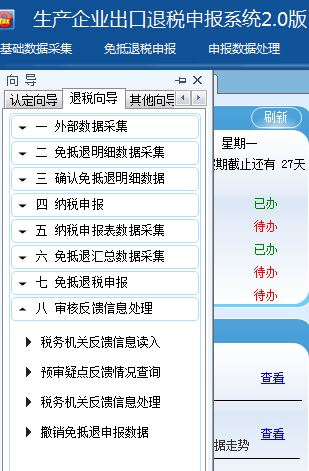 生产企业出口退税申报系统2.0版
基础数据采集 免抵退税申报 申报数据处理
向 导
认定向导 退税向导 其他向导
一 外部数据采集
二 免抵退明细数据采集
三 确认免抵退明细数据
四 纳税申报
五 纳税申报表数据采集
六 免抵退汇总数据采集
七 免抵退税申报
八 审核反馈信息处理
税务机关反馈信息读入
预审疑点反馈情况查询
税务机关反馈信息处理
撤销免抵退申报数据
刷新
星期一
期截止还有 27天
已办
待办
已办
待办
待办
查看
查看
据走势